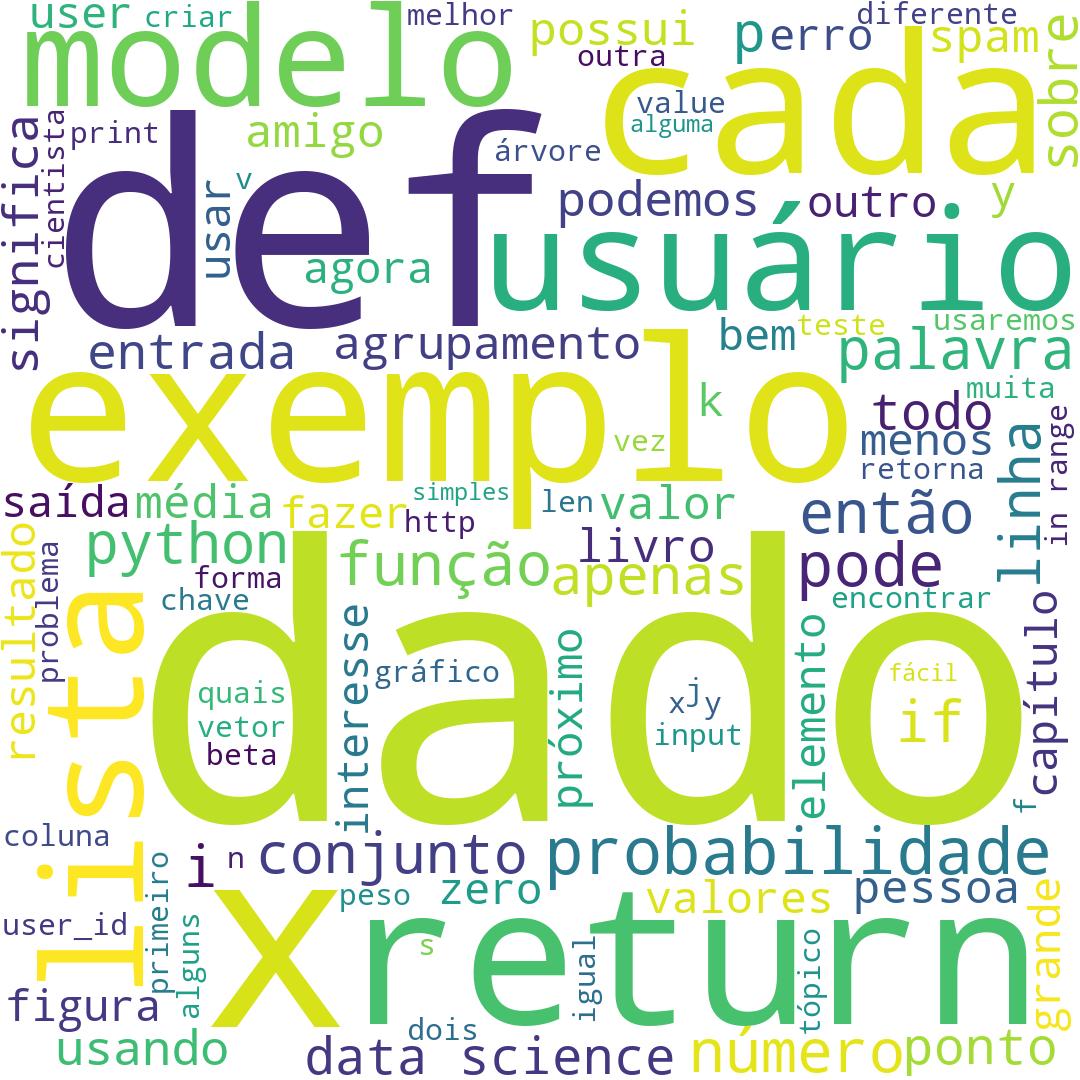 user
criar
melhor
diferente
modelo
possui
p
erro
spam
outra
sobre
cada
value
alguma
print
amigo
def
árvore
cientista
significa
v
usar
podemos
outro
y
agora
usuário
entrada
agrupamento
bem
teste
usaremos
palavra
exemplo
k
todo
muita
vez
menos
linha
in range
retorna
saída
média
fazer
simples
http
len
valor
então
python
função
livro
apenas
pode
resultado
problema
forma
chave
encontrar
lista
dado
interesse
gráfico
próximo
elemento
capítulo
quais
vetor
beta
x
j
y
input
fácil
if
f
coluna
i
n
conjunto
probabilidade
primeiro
peso
zero
valores
pessoa
grande
user_id
alguns
x
return
s
igual
tópico
figura
usando
dois
data science
número
ponto